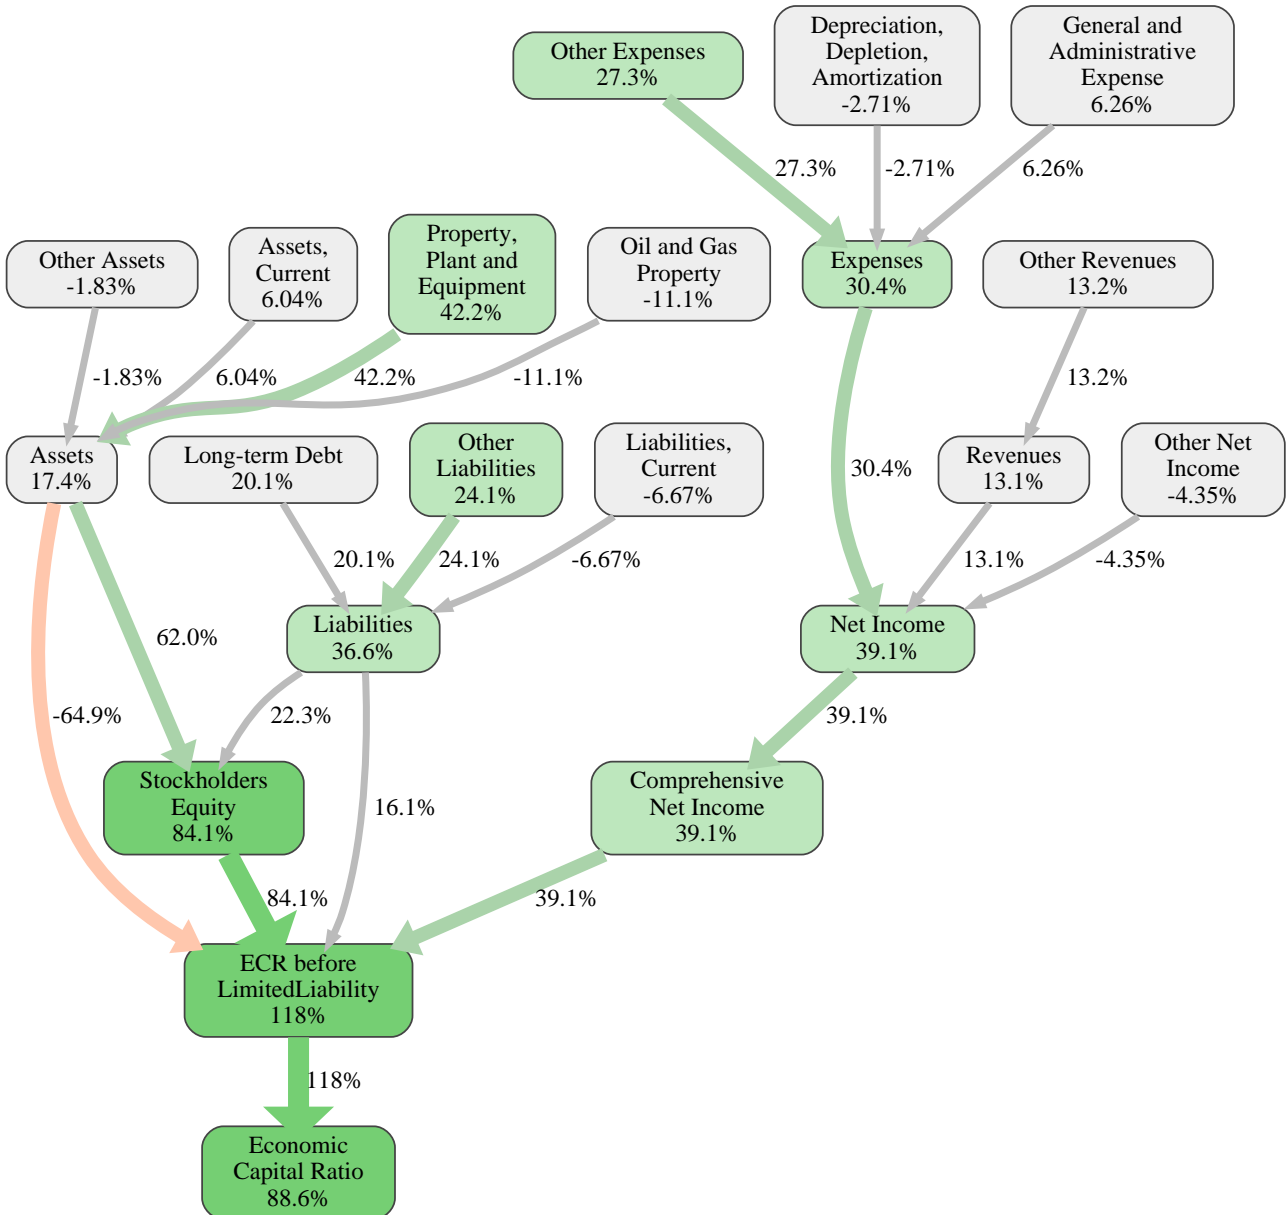 Other Expenses
27.3%
Depreciation,
Depletion,
Amortization
-2.71%
General and
Administrative
Expense
6.26%
27.3%
-2.71%
6.26%
Other Assets
-1.83%
Assets,
Current
6.04%
Property,
Plant and
Equipment
42.2%
Oil and Gas
Property
-11.1%
Expenses
30.4%
Other Revenues
13.2%
-1.83%
6.04%
42.2%
-11.1%
13.2%
Assets
17.4%
Long-term Debt
20.1%
Other
Liabilities
24.1%
Liabilities,
Current
-6.67%
30.4%
Revenues
13.1%
Other Net
Income
-4.35%
20.1%
24.1%
-6.67%
13.1%
-4.35%
62.0%
Liabilities
36.6%
Net Income
39.1%
-64.9%
22.3%
39.1%
Stockholders
Equity
84.1%
16.1%
Comprehensive
Net Income
39.1%
84.1%
39.1%
ECR before
LimitedLiability
118%
118%
Economic
Capital Ratio
88.6%